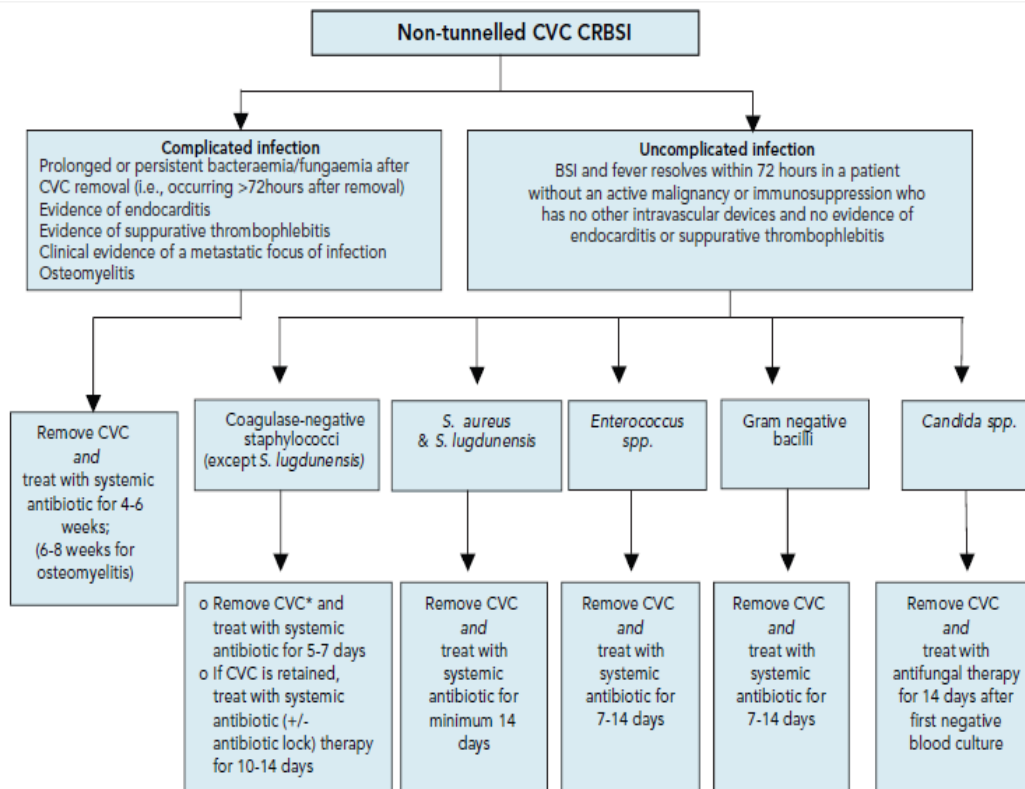 Non-tunnelled CVC CRBSI
Complicated infection
Prolonged or persistent bacteraemia/fungaemia after
CVC removal (i.e., occurring >72hours after removal)
Evidence of endocarditis
Evidence of suppurative thrombophlebitis
Clinical evidence of a metastatic focus of infection
Osteomyelitis
Uncomplicated infection
BSI and fever resolves within 72 hours in a patient
without an active malignancy or immunosuppression who
has no other intravascular devices and no evidence of
endocarditis or suppurative thrombophlebitis
Remove CVC
and
treat with systemic
antibiotic for 4-6
weeks;
(6-8 weeks for
osteomyelitis)
Coagulase-negative
staphylococci
(except S. lugdunensis)
S. aureus
& S. lugdunensis
Enterococcus
spp.
Gram negative
bacilli
Candida spp.
o Remove CVC* and
treat with systemic
antibiotic for 5-7 days
o If CVC is retained,
treat with systemic
antibiotic (+/-
antibiotic lock) therapy
for 10-14 days
Remove CVC
and
treat with
systemic
antibiotic for
minimum 14
days
Remove CVC
and
treat with
systemic
antibiotic for
7-14 days
Remove CVC
and
treat with
systemic
antibiotic for
7-14 days
Remove CVC
and
treat with
antifungal therapy
for 14 days after
first negative
blood culture